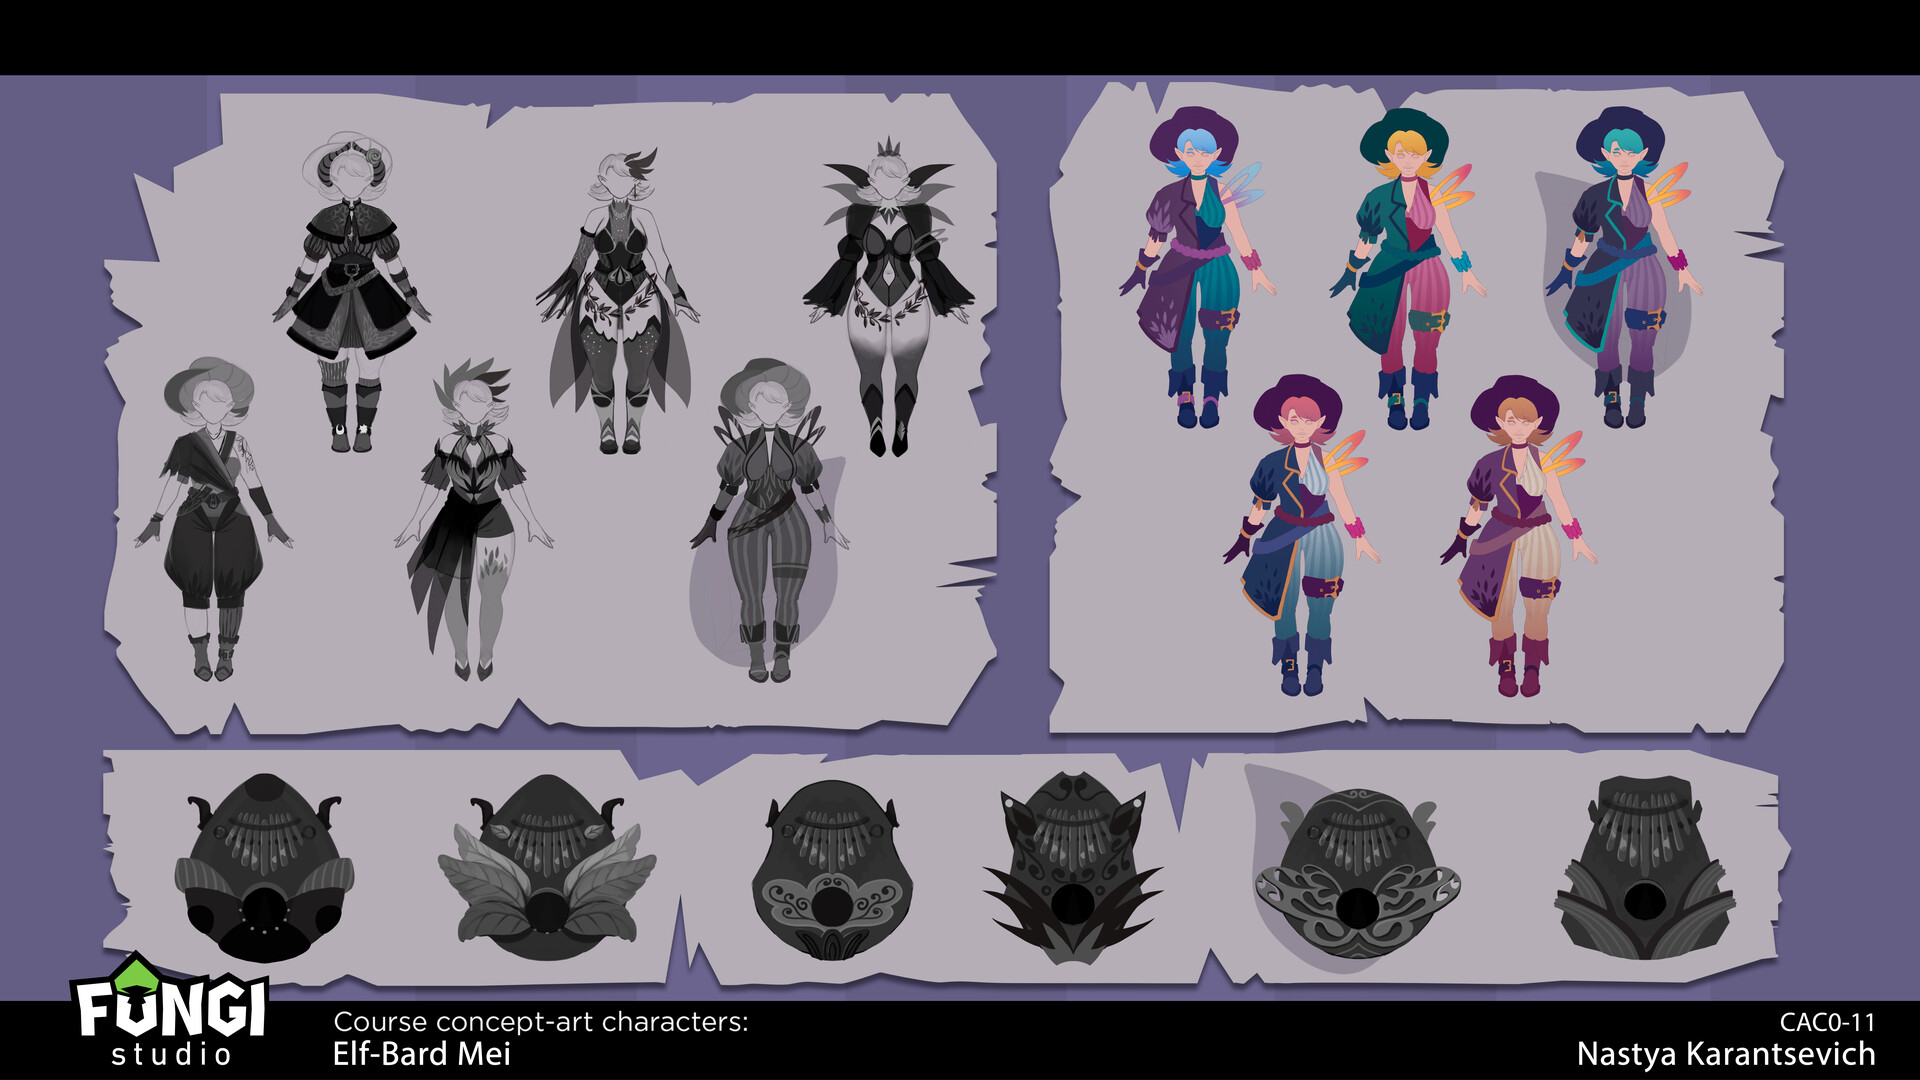 FUNGI
studio
Course concept-art characters:
Elf-Bard Mei
CAC0-11
Nastya Karantsevich